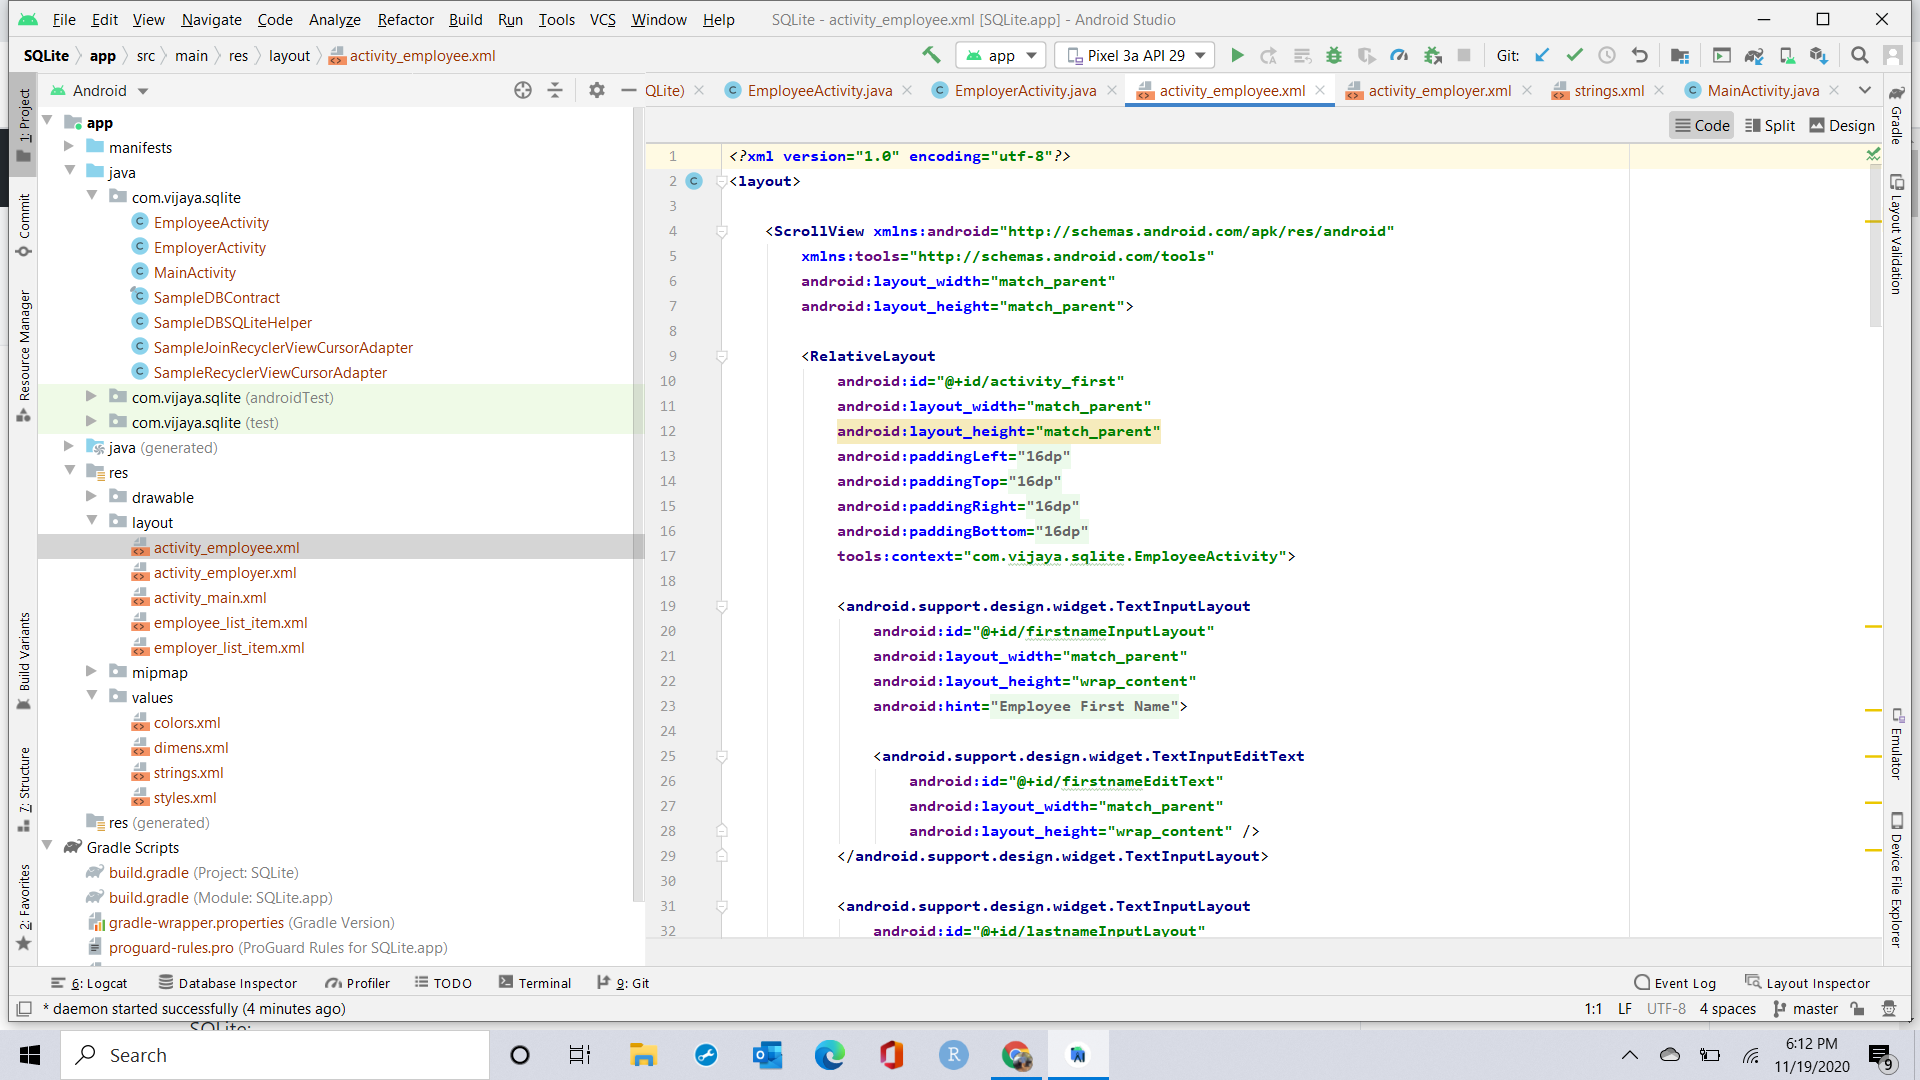 File Edit View Navigate Code Analyze Refactor Build Run Tools VCS Window Help SQLite - activity_employee.xml [SQLite.app] - Android Studio
SQLite app src main res layout activity_employee.xml app Pixel 3a API 29 Git:
Android
QLite) EmployeeActivity.java EmployerActivity.java activity_employee.xml activity_employer.xml strings.xml MainActivity.java
Code Split Design
1: Project
Commit
Resource Manager
Build Variants
7: Structure
2: Favorites
app
manifests
java
com.vijaya.sqlite
EmployeeActivity
EmployerActivity
MainActivity
SampleDBContract
SampleDBSQLiteHelper
SampleJoinRecyclerViewCursorAdapter
SampleRecyclerViewCursorAdapter
com.vijaya.sqlite (androidTest)
com.vijaya.sqlite (test)
java (generated)
res
drawable
layout
activity_employee.xml
activity_employer.xml
activity_main.xml
employee_list_item.xml
employer_list_item.xml
mipmap
values
colors.xml
dimens.xml
strings.xml
styles.xml
res (generated)
Gradle Scripts
build.gradle (Project: SQLite)
build.gradle (Module: SQLite.app)
gradle-wrapper.properties (Gradle Version)
proguard-rules.pro (ProGuard Rules for SQLite.app)
1 <?xml version="1.0" encoding="utf-8"?>
2 C <layout>
3
4 <ScrollView xmlns:android="http://schemas.android.com/apk/res/android"
5 xmlns:tools="http://schemas.android.com/tools"
6 android:layout_width="match_parent"
7 android:layout_height="match_parent">
8
9 <RelativeLayout
10 android:id="@+id/activity_first"
11 android:layout_width="match_parent"
12 android:layout_height="match_parent"
13 android:paddingLeft="16dp"
14 android:paddingTop="16dp"
15 android:paddingRight="16dp"
16 android:paddingBottom="16dp"
17 tools:context="com.vijaya.sqlite.EmployeeActivity">
18
19 <android.support.design.widget.TextInputLayout
20 android:id="@+id/firstnameInputLayout"
21 android:layout_width="match_parent"
22 android:layout_height="wrap_content"
23 android:hint="Employee First Name">
24
25 <android.support.design.widget.TextInputEditText
26 android:id="@+id/firstnameEditText"
27 android:layout_width="match_parent"
28 android:layout_height="wrap_content" />
29 </android.support.design.widget.TextInputLayout>
30
31 <android.support.design.widget.TextInputLayout
32 android:id="@+id/lastnameInputLayout"
Gradle
Layout Validation
Emulator
Device File Explorer
6: Logcat Database Inspector Profiler TODO Terminal 9: Git Event Log Layout Inspector
* daemon started successfully (4 minutes ago) 1:1 LF UTF-8 4 spaces master
SQLite:
Search 6:12 PM
11/19/2020 9